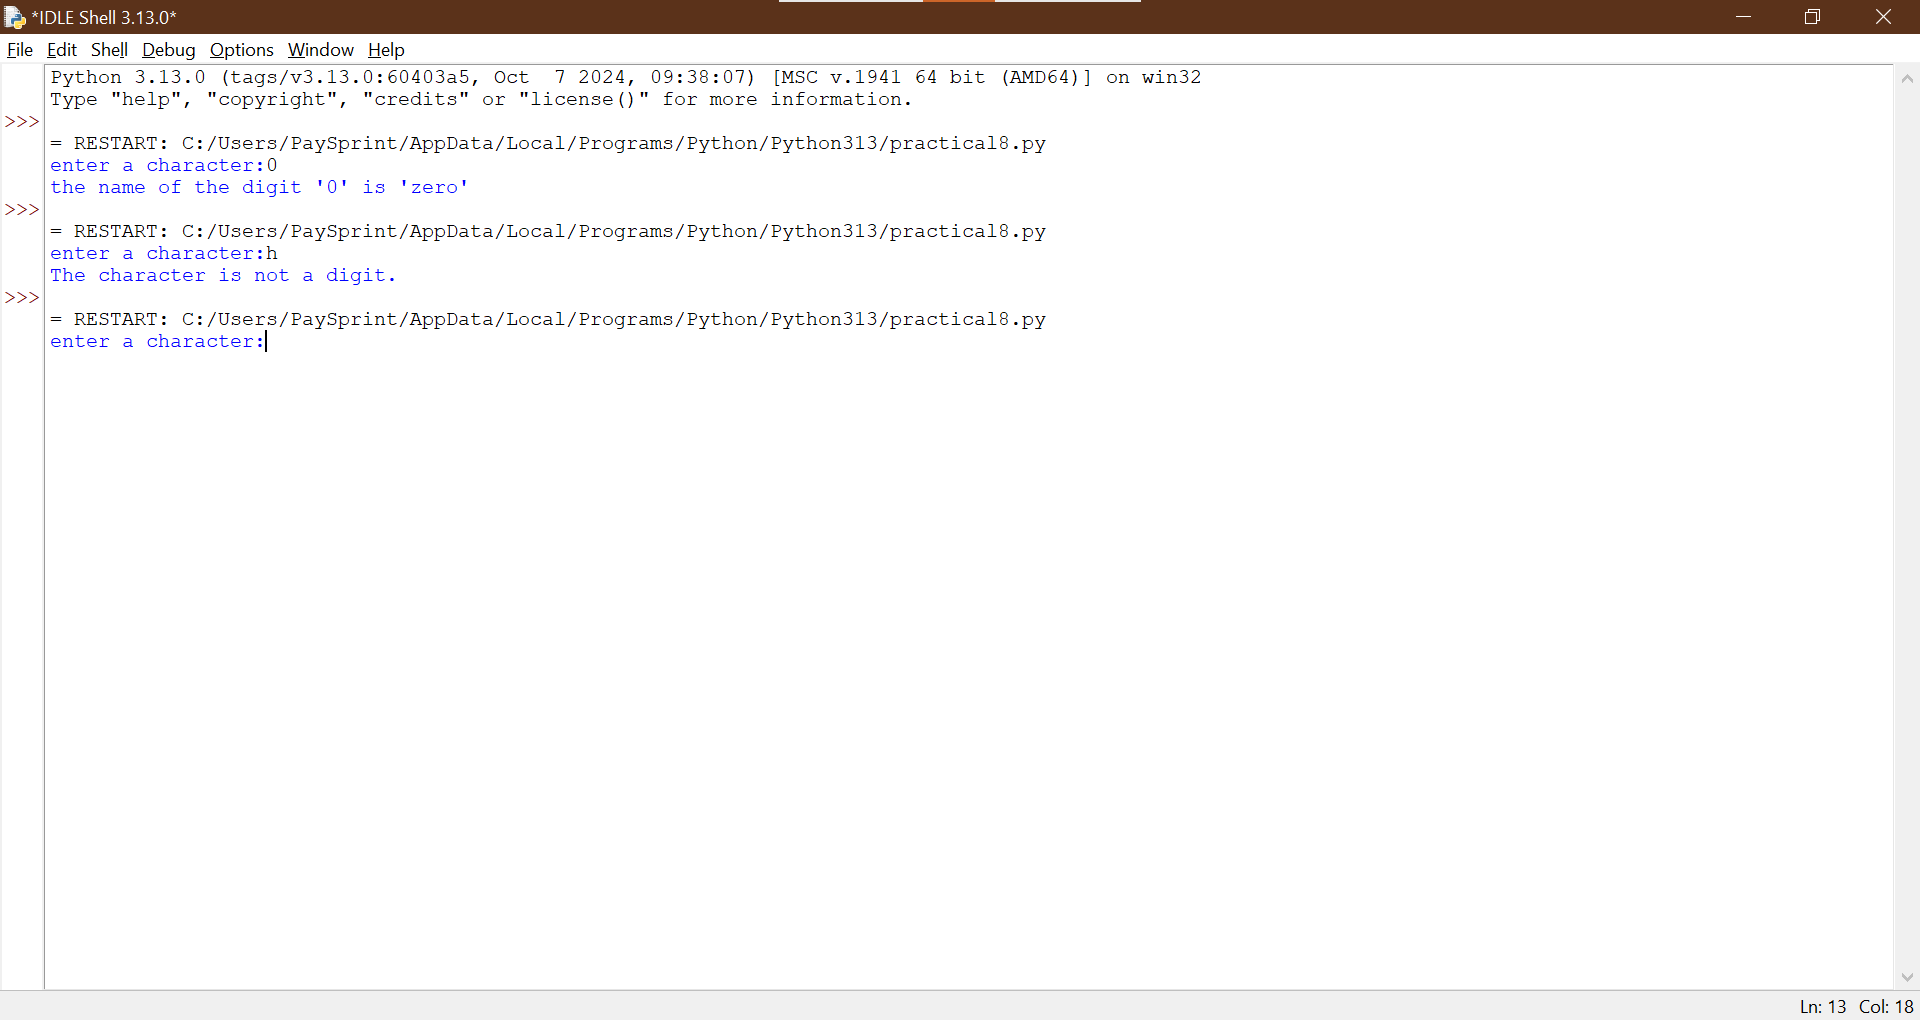 *IDLE Shell 3.13.0*
File Edit Shell Debug Options Window Help
Python 3.13.0 (tags/v3.13.0:60403a5, Oct  7 2024, 09:38:07) [MSC v.1941 64 bit (AMD64)] on win32
Type "help", "copyright", "credits" or "license()" for more information.
>>>
= RESTART: C:/Users/PaySprint/AppData/Local/Programs/Python/Python313/practical8.py
enter a character:0
the name of the digit '0' is 'zero'
>>>
= RESTART: C:/Users/PaySprint/AppData/Local/Programs/Python/Python313/practical8.py
enter a character:h
The character is not a digit.
>>>
= RESTART: C:/Users/PaySprint/AppData/Local/Programs/Python/Python313/practical8.py
enter a character:
Ln: 13 Col: 18